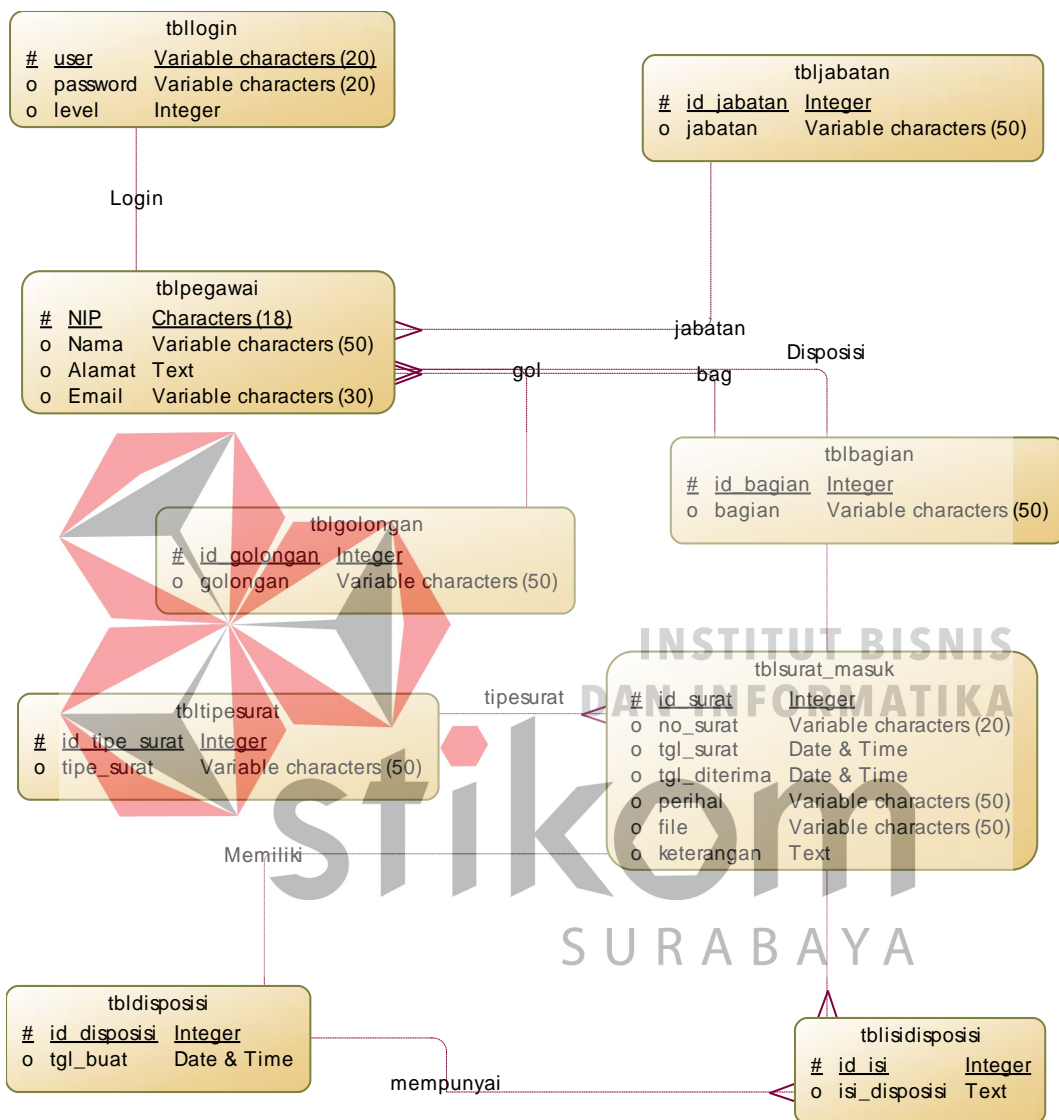 tbllogin
# user Variable characters (20)
o password Variable characters (20)
o level Integer
tbljabatan
# id_jabatan Integer
o jabatan Variable characters (50)
Login
tblpegawai
# NIP Characters (18)
o Nama Variable characters (50)
o Alamat Text
o Email Variable characters (30)
jabatan
Disposisi
gol
bag
tblbagian
# id_bagian Integer
o bagian Variable characters (50)
tblgolongan
# id_golongan Integer
o golongan Variable characters (50)
INSTITUT BISNIS
DAN INFORMATIKA
tblsurat_masuk
# id_surat Integer
o no_surat Variable characters (20)
o tgl_surat Date & Time
o tgl_diterima Date & Time
o perihal Variable characters (50)
o file Variable characters (50)
o keterangan Text
tipesurat
tbltipesurat
# id_tipe_surat Integer
o tipe_surat Variable characters (50)
stikom
SURABAYA
Memiliki
tbldisposisi
# id_disposisi Integer
o tgl_buat Date & Time
mempunyai
tblisidisposisi
# id_isi Integer
o isi_disposisi Text